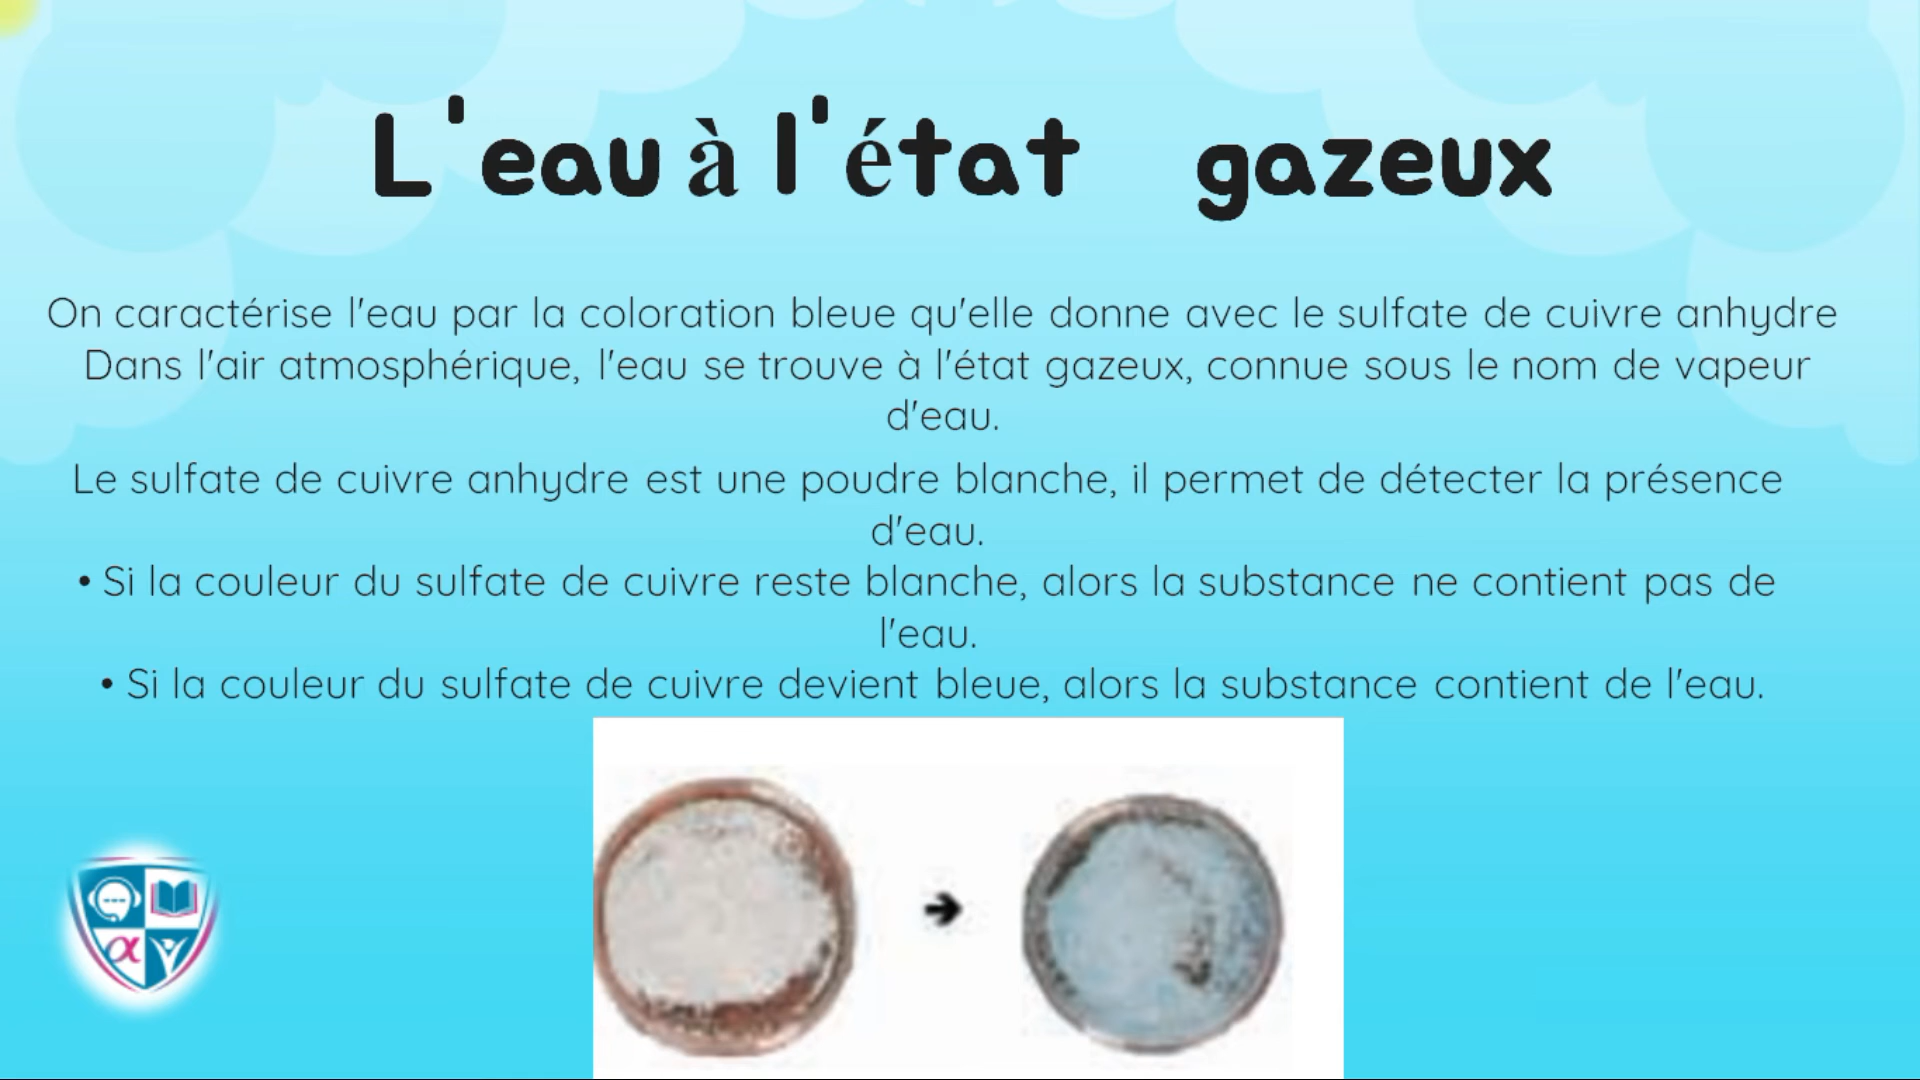 L'eau à l'état gazeux
On caractérise l'eau par la coloration bleue qu'elle donne avec le sulfate de cuivre anhydre
Dans l'air atmosphérique, l'eau se trouve à l'état gazeux, connue sous le nom de vapeur
d'eau.
Le sulfate de cuivre anhydre est une poudre blanche, il permet de détecter la présence
d'eau.
• Si la couleur du sulfate de cuivre reste blanche, alors la substance ne contient pas de
l'eau.
• Si la couleur du sulfate de cuivre devient bleue, alors la substance contient de l'eau.
α